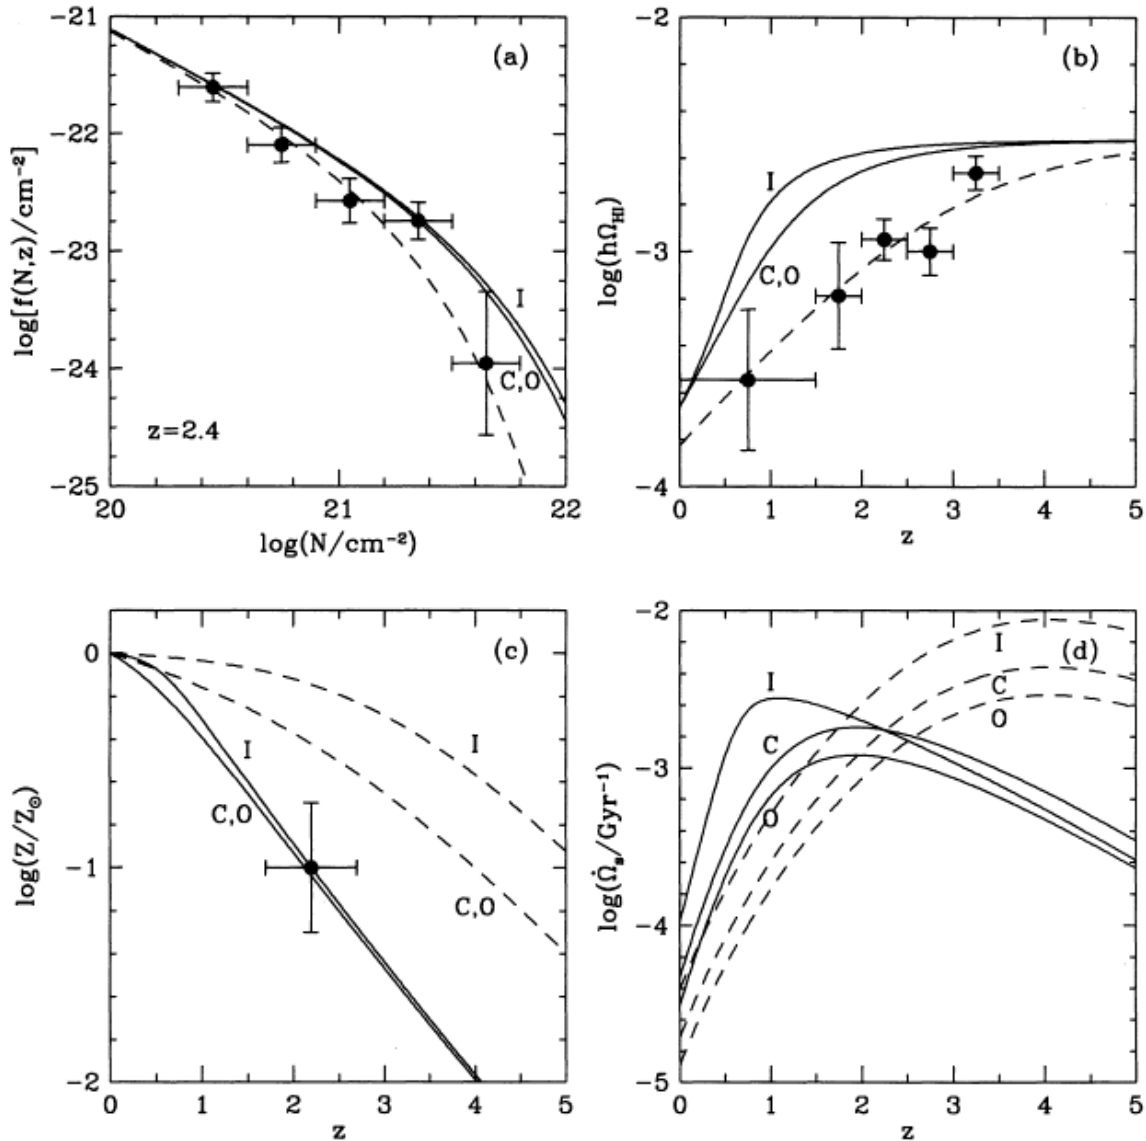 (a)
-21
-22
-23
-24
-25
log[f(N,z)/cm⁻²]
I
C,O
z=2.4
20
21
22
log(N/cm⁻²)
(b)
-2
-3
-4
log(hΩ_HI)
I
C,O
0
1
2
3
4
5
z
(c)
0
-1
-2
log(Z/Z_⊙)
I
I
C,O
C,O
0
1
2
3
4
5
z
(d)
-2
-3
-4
-5
log(Ω̇_s/Gyr⁻¹)
I
I
C
C
O
O
0
1
2
3
4
5
z